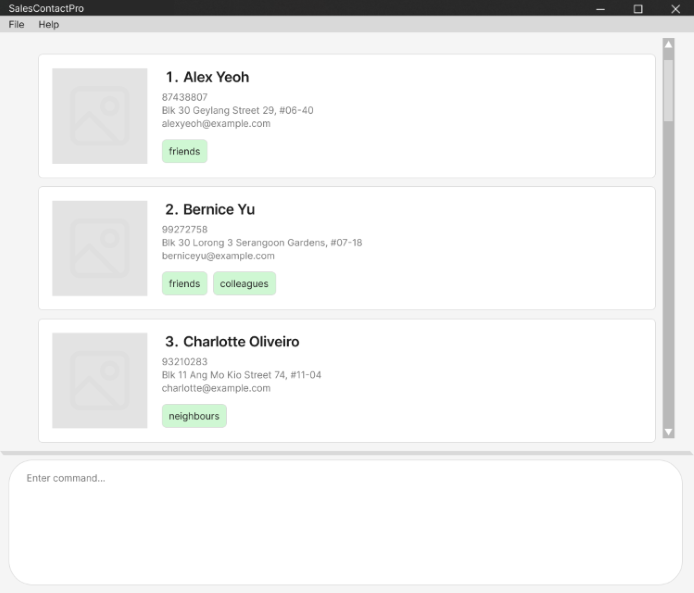 SalesContactPro
File Help
1. Alex Yeoh
87438807
Blk 30 Geylang Street 29, #06-40
alexyeoh@example.com
friends
2. Bernice Yu
99272758
Blk 30 Lorong 3 Serangoon Gardens, #07-18
berniceyu@example.com
friends colleagues
3. Charlotte Oliveiro
93210283
Blk 11 Ang Mo Kio Street 74, #11-04
charlotte@example.com
neighbours
Enter command...